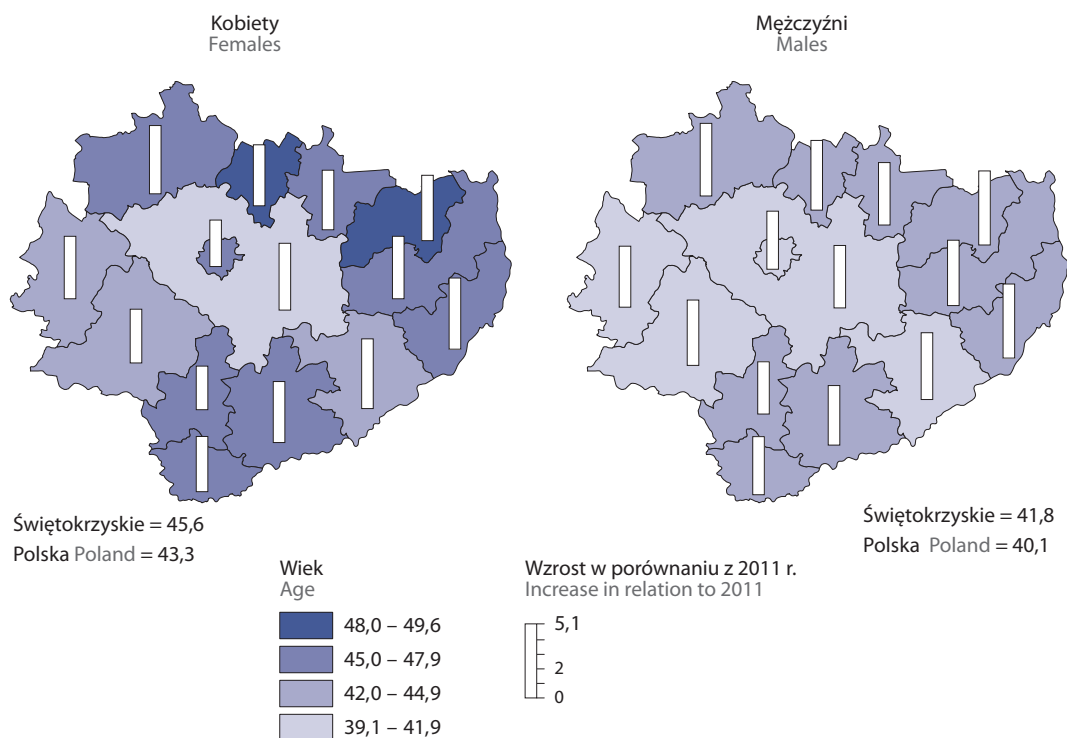 Kobiety
Females
Mężczyźni
Males
Świętokrzyskie = 45,6
Polska Poland = 43,3
Świętokrzyskie = 41,8
Polska Poland = 40,1
Wiek
Age
48,0 – 49,6
45,0 – 47,9
42,0 – 44,9
39,1 – 41,9
Wzrost w porównaniu z 2011 r.
Increase in relation to 2011
5,1
2
0